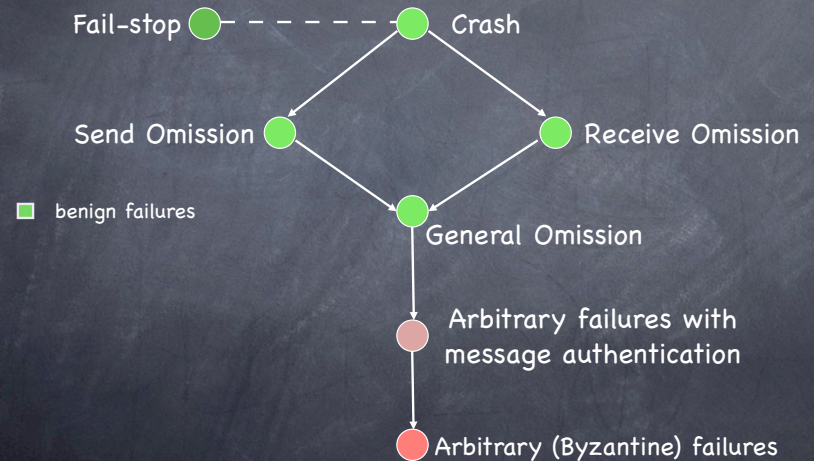 Fail-stop
Crash
Send Omission
Receive Omission
benign failures
General Omission
Arbitrary failures with
message authentication
Arbitrary (Byzantine) failures